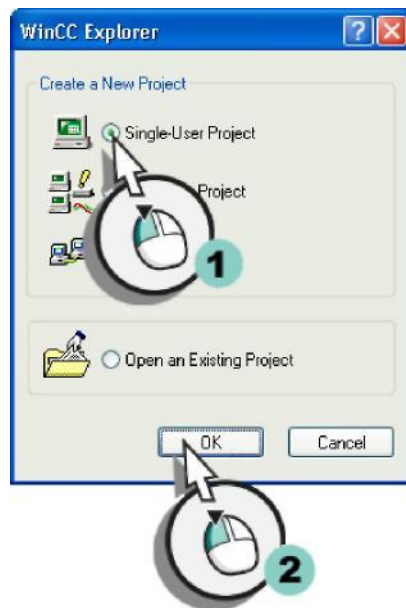 WinCC Explorer
Create a New Project
Single-User Project
Project
1
Open an Existing Project
OK
Cancel
2